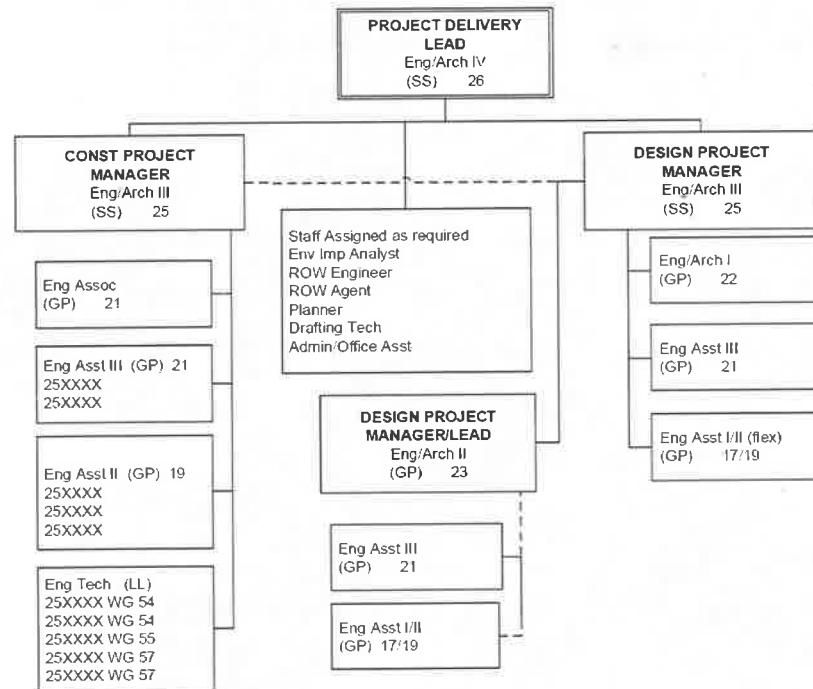 PROJECT DELIVERY
LEAD
Eng/Arch IV
(SS) 26
CONST PROJECT
MANAGER
Eng/Arch III
(SS) 25
DESIGN PROJECT
MANAGER
Eng/Arch III
(SS) 25
Staff Assigned as required
Env Imp Analyst
ROW Engineer
ROW Agent
Planner
Drafting Tech
Admin/Office Asst
Eng Assoc
(GP) 21
Eng Asst III (GP) 21
25XXXX
25XXXX
Eng Asst II (GP) 19
25XXXX
25XXXX
25XXXX
Eng Tech (LL)
25XXXX WG 54
25XXXX WG 54
25XXXX WG 55
25XXXX WG 57
25XXXX WG 57
DESIGN PROJECT
MANAGER/LEAD
Eng/Arch II
(GP) 23
Eng Asst III
(GP) 21
Eng Asst I/II
(GP) 17/19
Eng/Arch I
(GP) 22
Eng Asst III
(GP) 21
Eng Asst I/II (flex)
(GP) 17/19